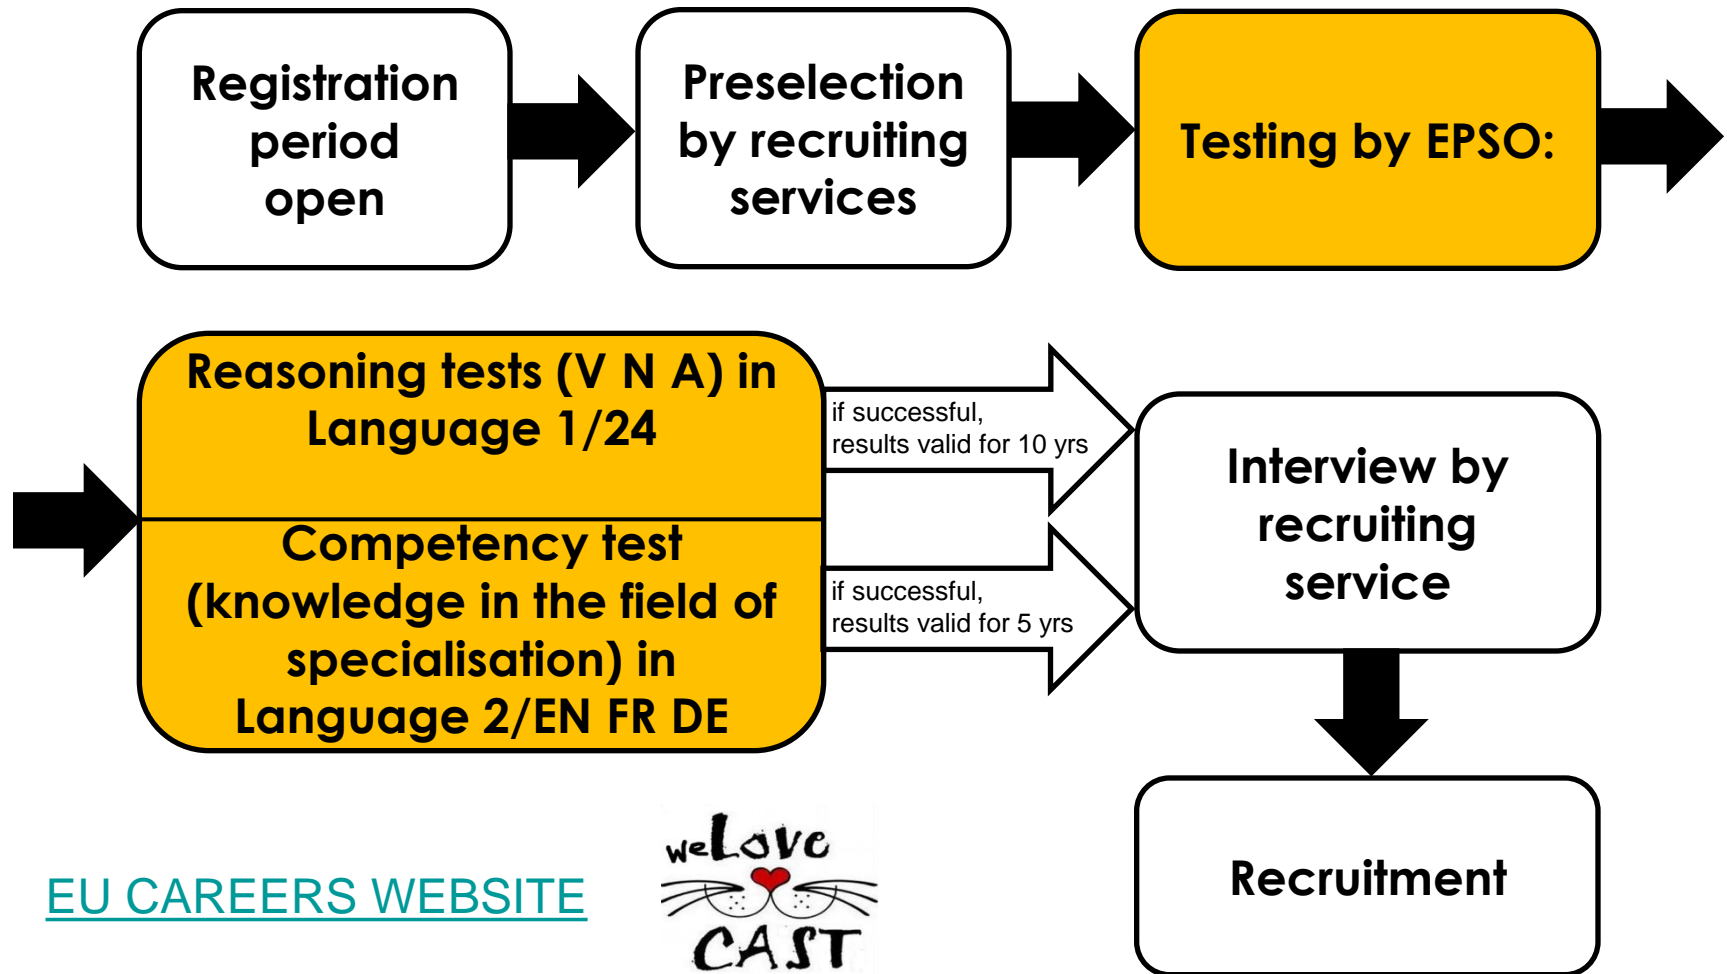 Registration
period
open
Preselection
by recruiting
services
Testing by EPSO:
Reasoning tests (V N A) in
Language 1/24
Competency test
(knowledge in the field of
specialisation) in
Language 2/EN FR DE
if successful,
results valid for 10 yrs
if successful,
results valid for 5 yrs
Interview by
recruiting
service
Recruitment
EU CAREERS WEBSITE
we Love
CAST